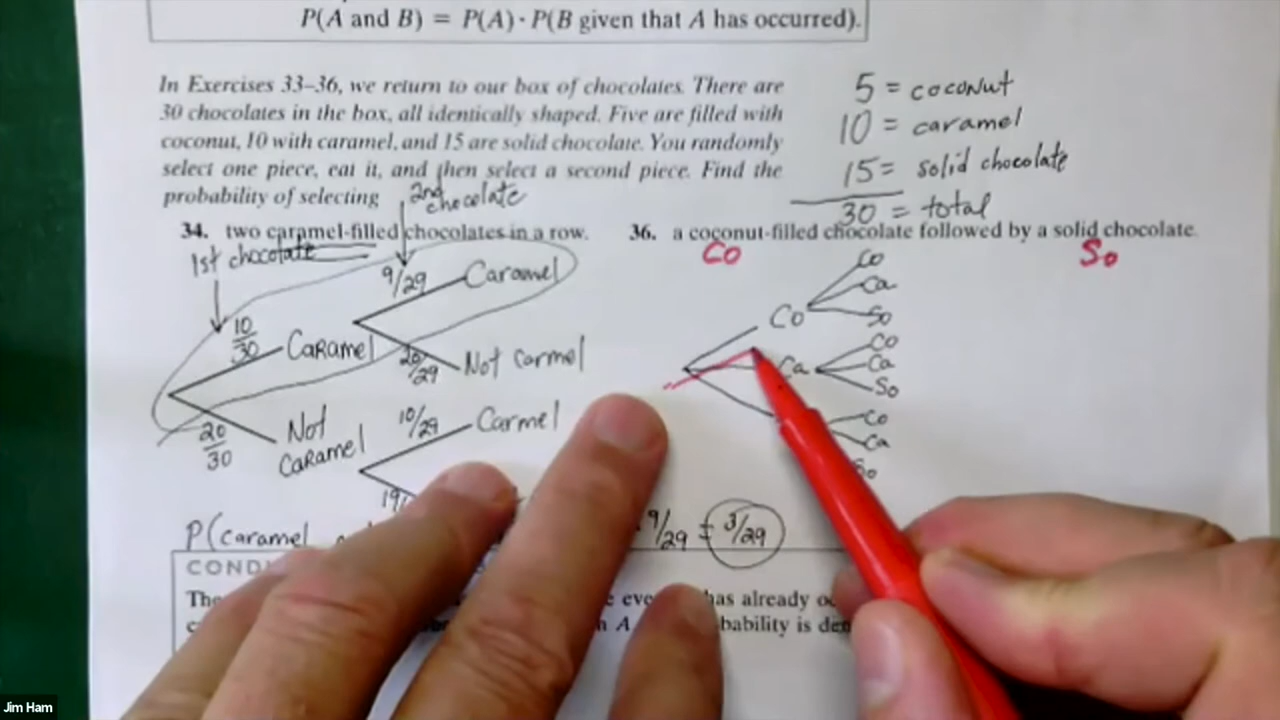 P(A and B) = P(A) · P(B given that A has occurred).
In Exercises 33–36, we return to our box of chocolates. There are
30 chocolates in the box, all identically shaped. Five are filled with
coconut, 10 with caramel, and 15 are solid chocolate. You randomly
select one piece, eat it, and then select a second piece. Find the
probability of selecting
5 = coconut
10 = caramel
15 = solid chocolate
30 = total
2nd chocolate
34. two caramel-filled chocolates in a row.
1st chocolate
10/30
Caramel
9/29
Caramel
20/29
Not carmel
20/30
Not Caramel
10/29
Carmel
36. a coconut-filled chocolate followed by a solid chocolate.
Co
So
Co
Co
Ca
So
Ca
Co
Ca
So
Co
Ca
So
P(caramel
9/29 = 3/29
The
has already
Jim Ham